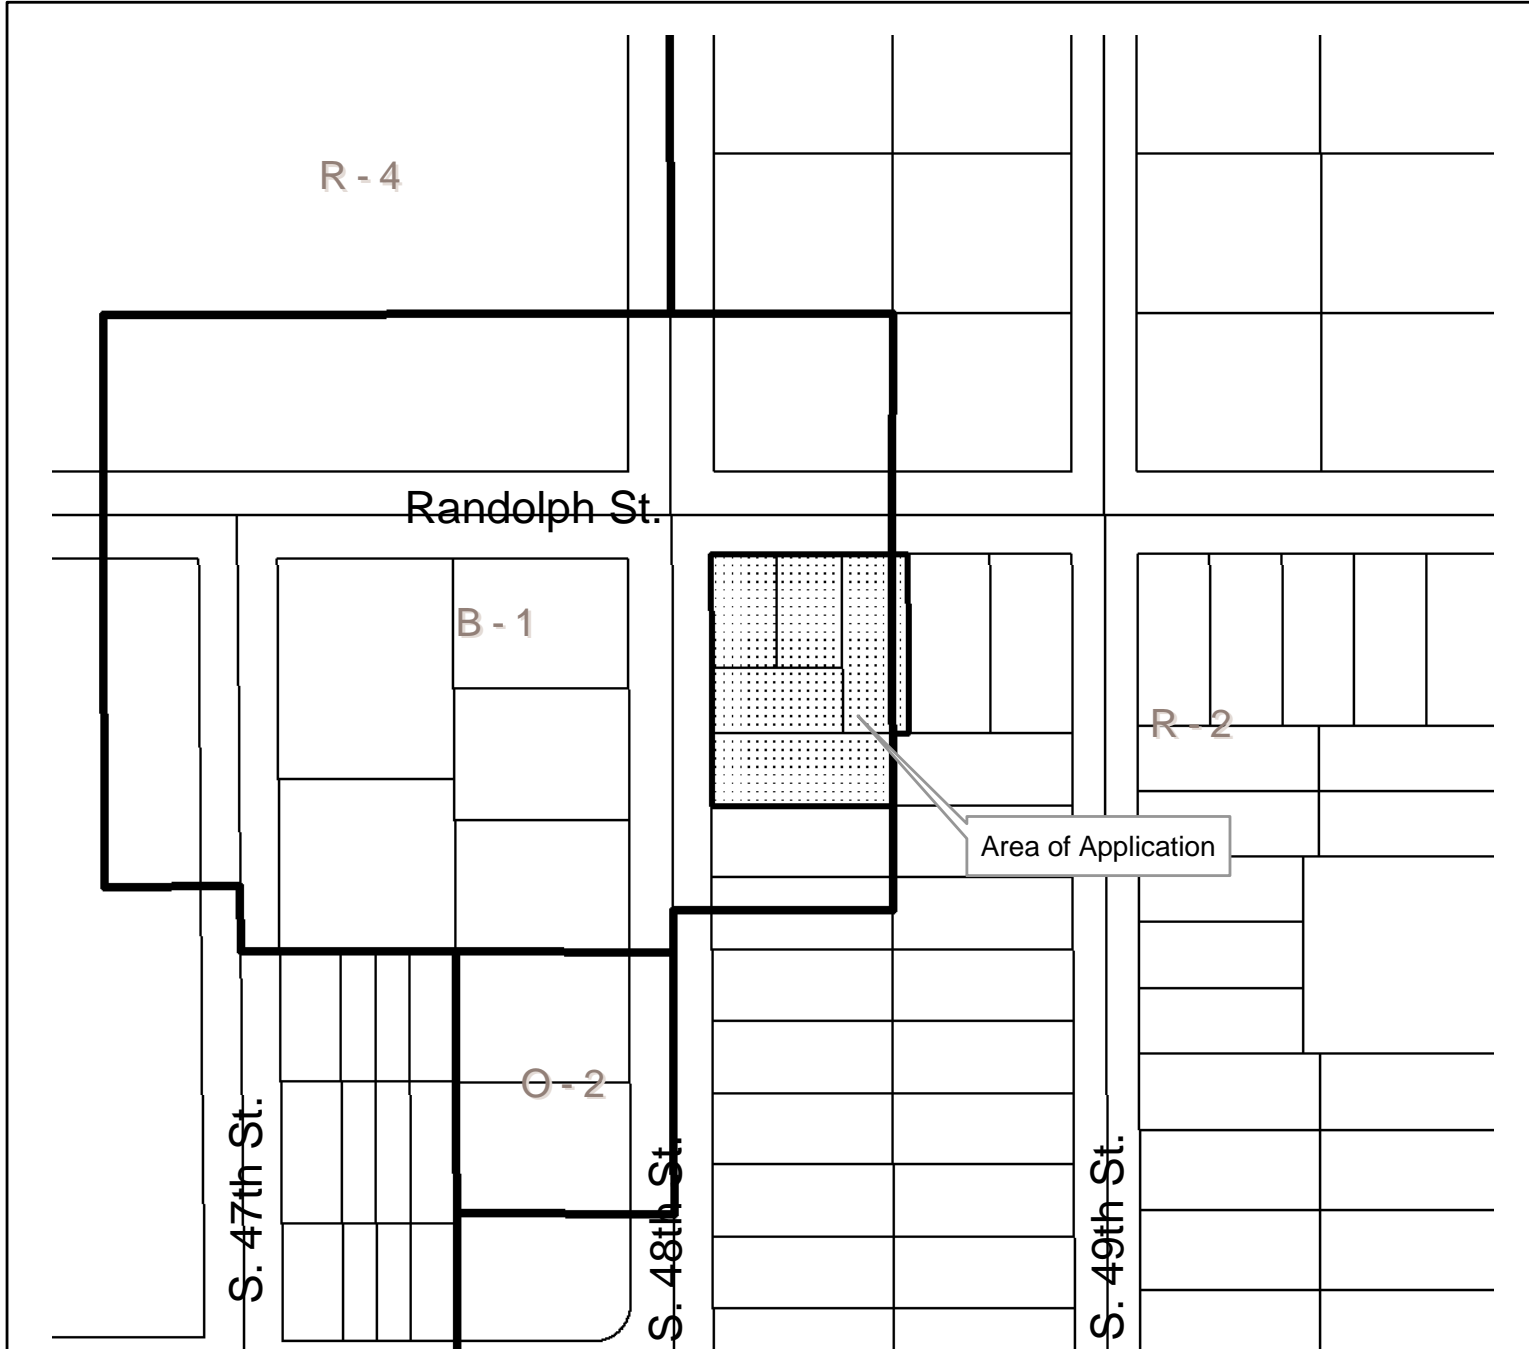 R - 4
Randolph St.
B - 1
R - 2
Area of Application
O - 2
S. 47th St.
S. 48th St.
S. 49th St.